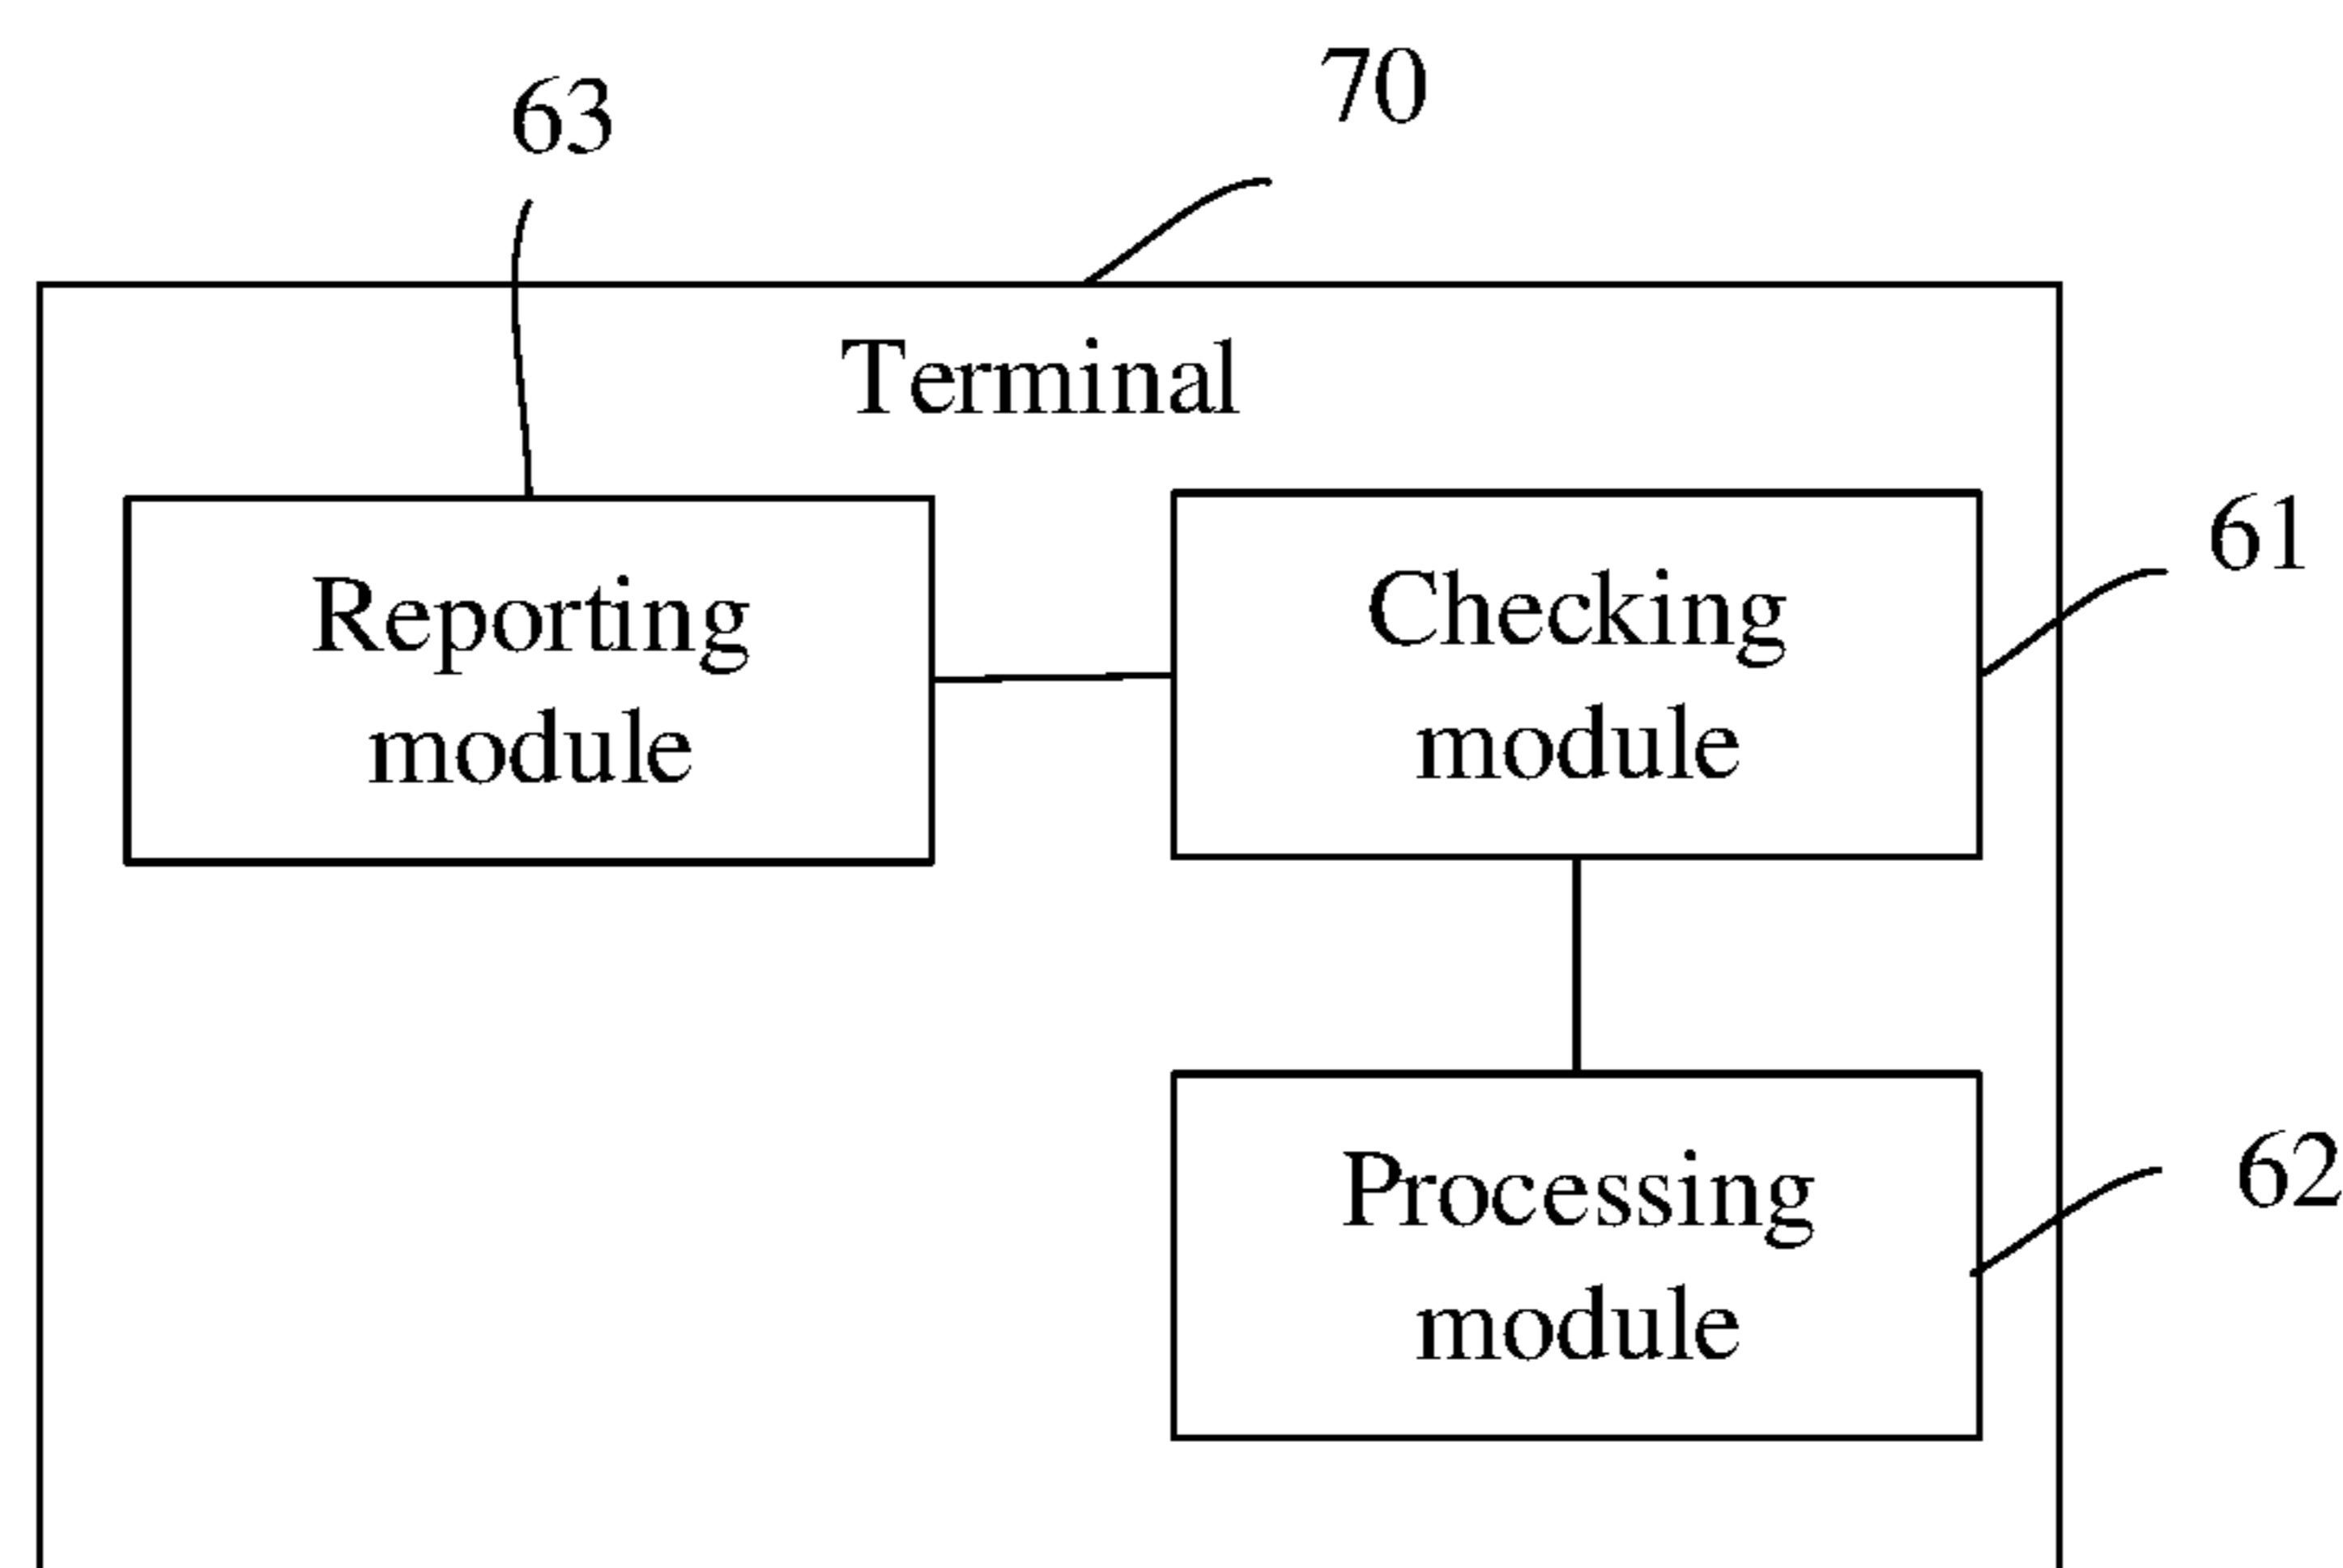 70
63
Terminal
Reporting
module
Checking
module
61
Processing
module
62